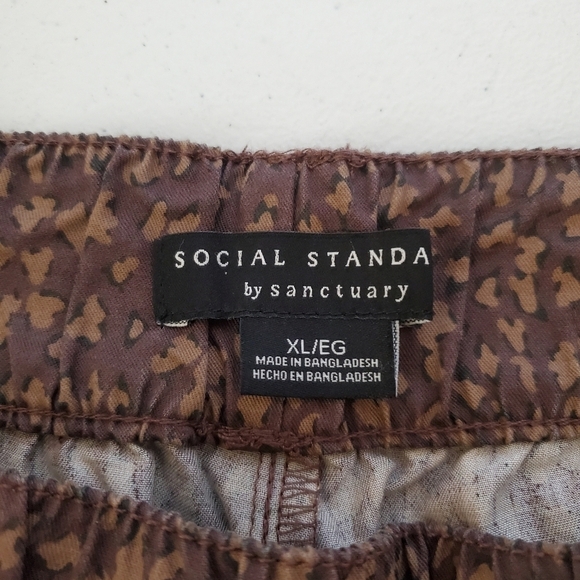 SOCIAL STANDA
by sanctuary
XL/EG
MADE IN BANGLADESH
HECHO EN BANGLADESH